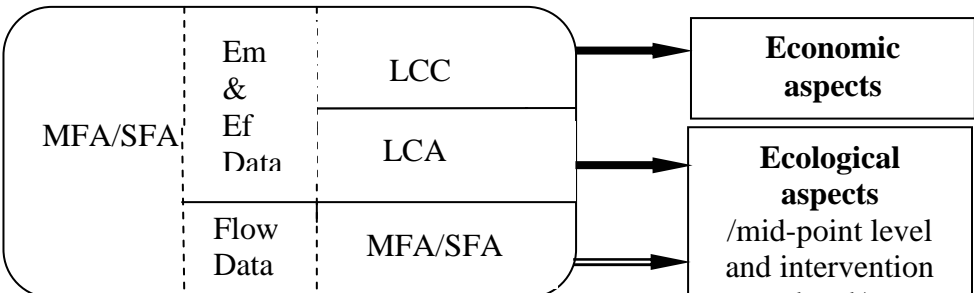 MFA/SFA
Em
&
Ef
Data
Flow
Data
LCC
LCA
MFA/SFA
Economic
aspects
Ecological
aspects
/mid-point level
and intervention